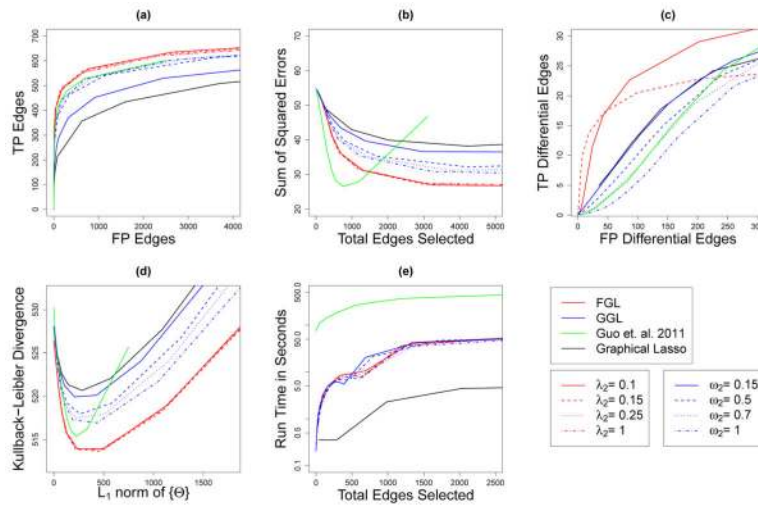 (a)
TP Edges
0 100 200 300 400 500 600 700
0 1000 2000 3000 4000
FP Edges
(b)
Sum of Squared Errors
20 30 40 50 60 70
0 1000 2000 3000 4000 5000
Total Edges Selected
(c)
TP Differential Edges
0 5 10 15 20 25 30
0 50 100 150 200 250 300
FP Differential Edges
(d)
Kullback-Leibler Divergence
515 520 525 530
0 500 1000 1500
L₁ norm of {Θ}
(e)
Run Time in Seconds
0.1 0.5 5.0 50.0 500.0
0 500 1000 1500 2000 2500
Total Edges Selected
FGL
GGL
Guo et. al. 2011
Graphical Lasso
λ₂= 0.1
λ₂= 0.15
λ₂= 0.25
λ₂= 1
ω₂= 0.15
ω₂= 0.5
ω₂= 0.7
ω₂= 1